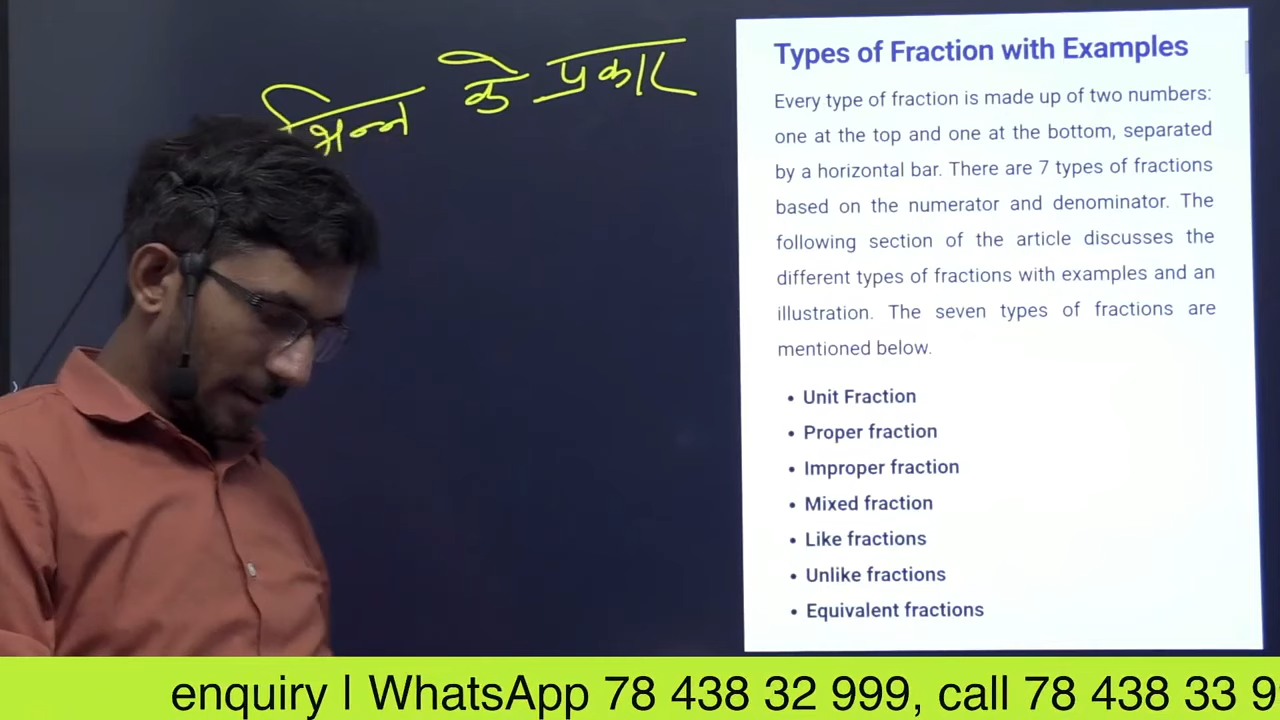 भिन्न के प्रकार
Types of Fraction with Examples
Every type of fraction is made up of two numbers:
one at the top and one at the bottom, separated
by a horizontal bar. There are 7 types of fractions
based on the numerator and denominator. The
following section of the article discusses the
different types of fractions with examples and an
illustration. The seven types of fractions are
mentioned below.
• Unit Fraction
• Proper fraction
• Improper fraction
• Mixed fraction
• Like fractions
• Unlike fractions
• Equivalent fractions
enquiry | WhatsApp 78 438 32 999, call 78 438 33 9